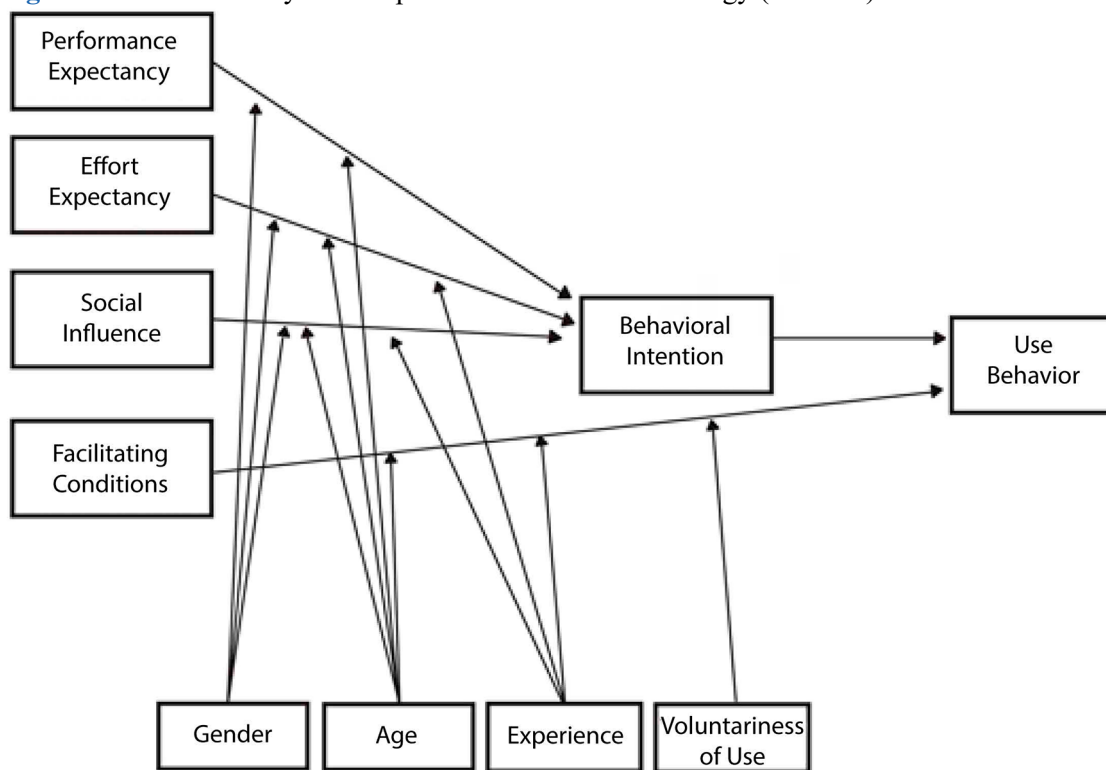 Performance
Expectancy
Effort
Expectancy
Social
Influence
Facilitating
Conditions
Behavioral
Intention
Use
Behavior
Gender
Age
Experience
Voluntariness
of Use